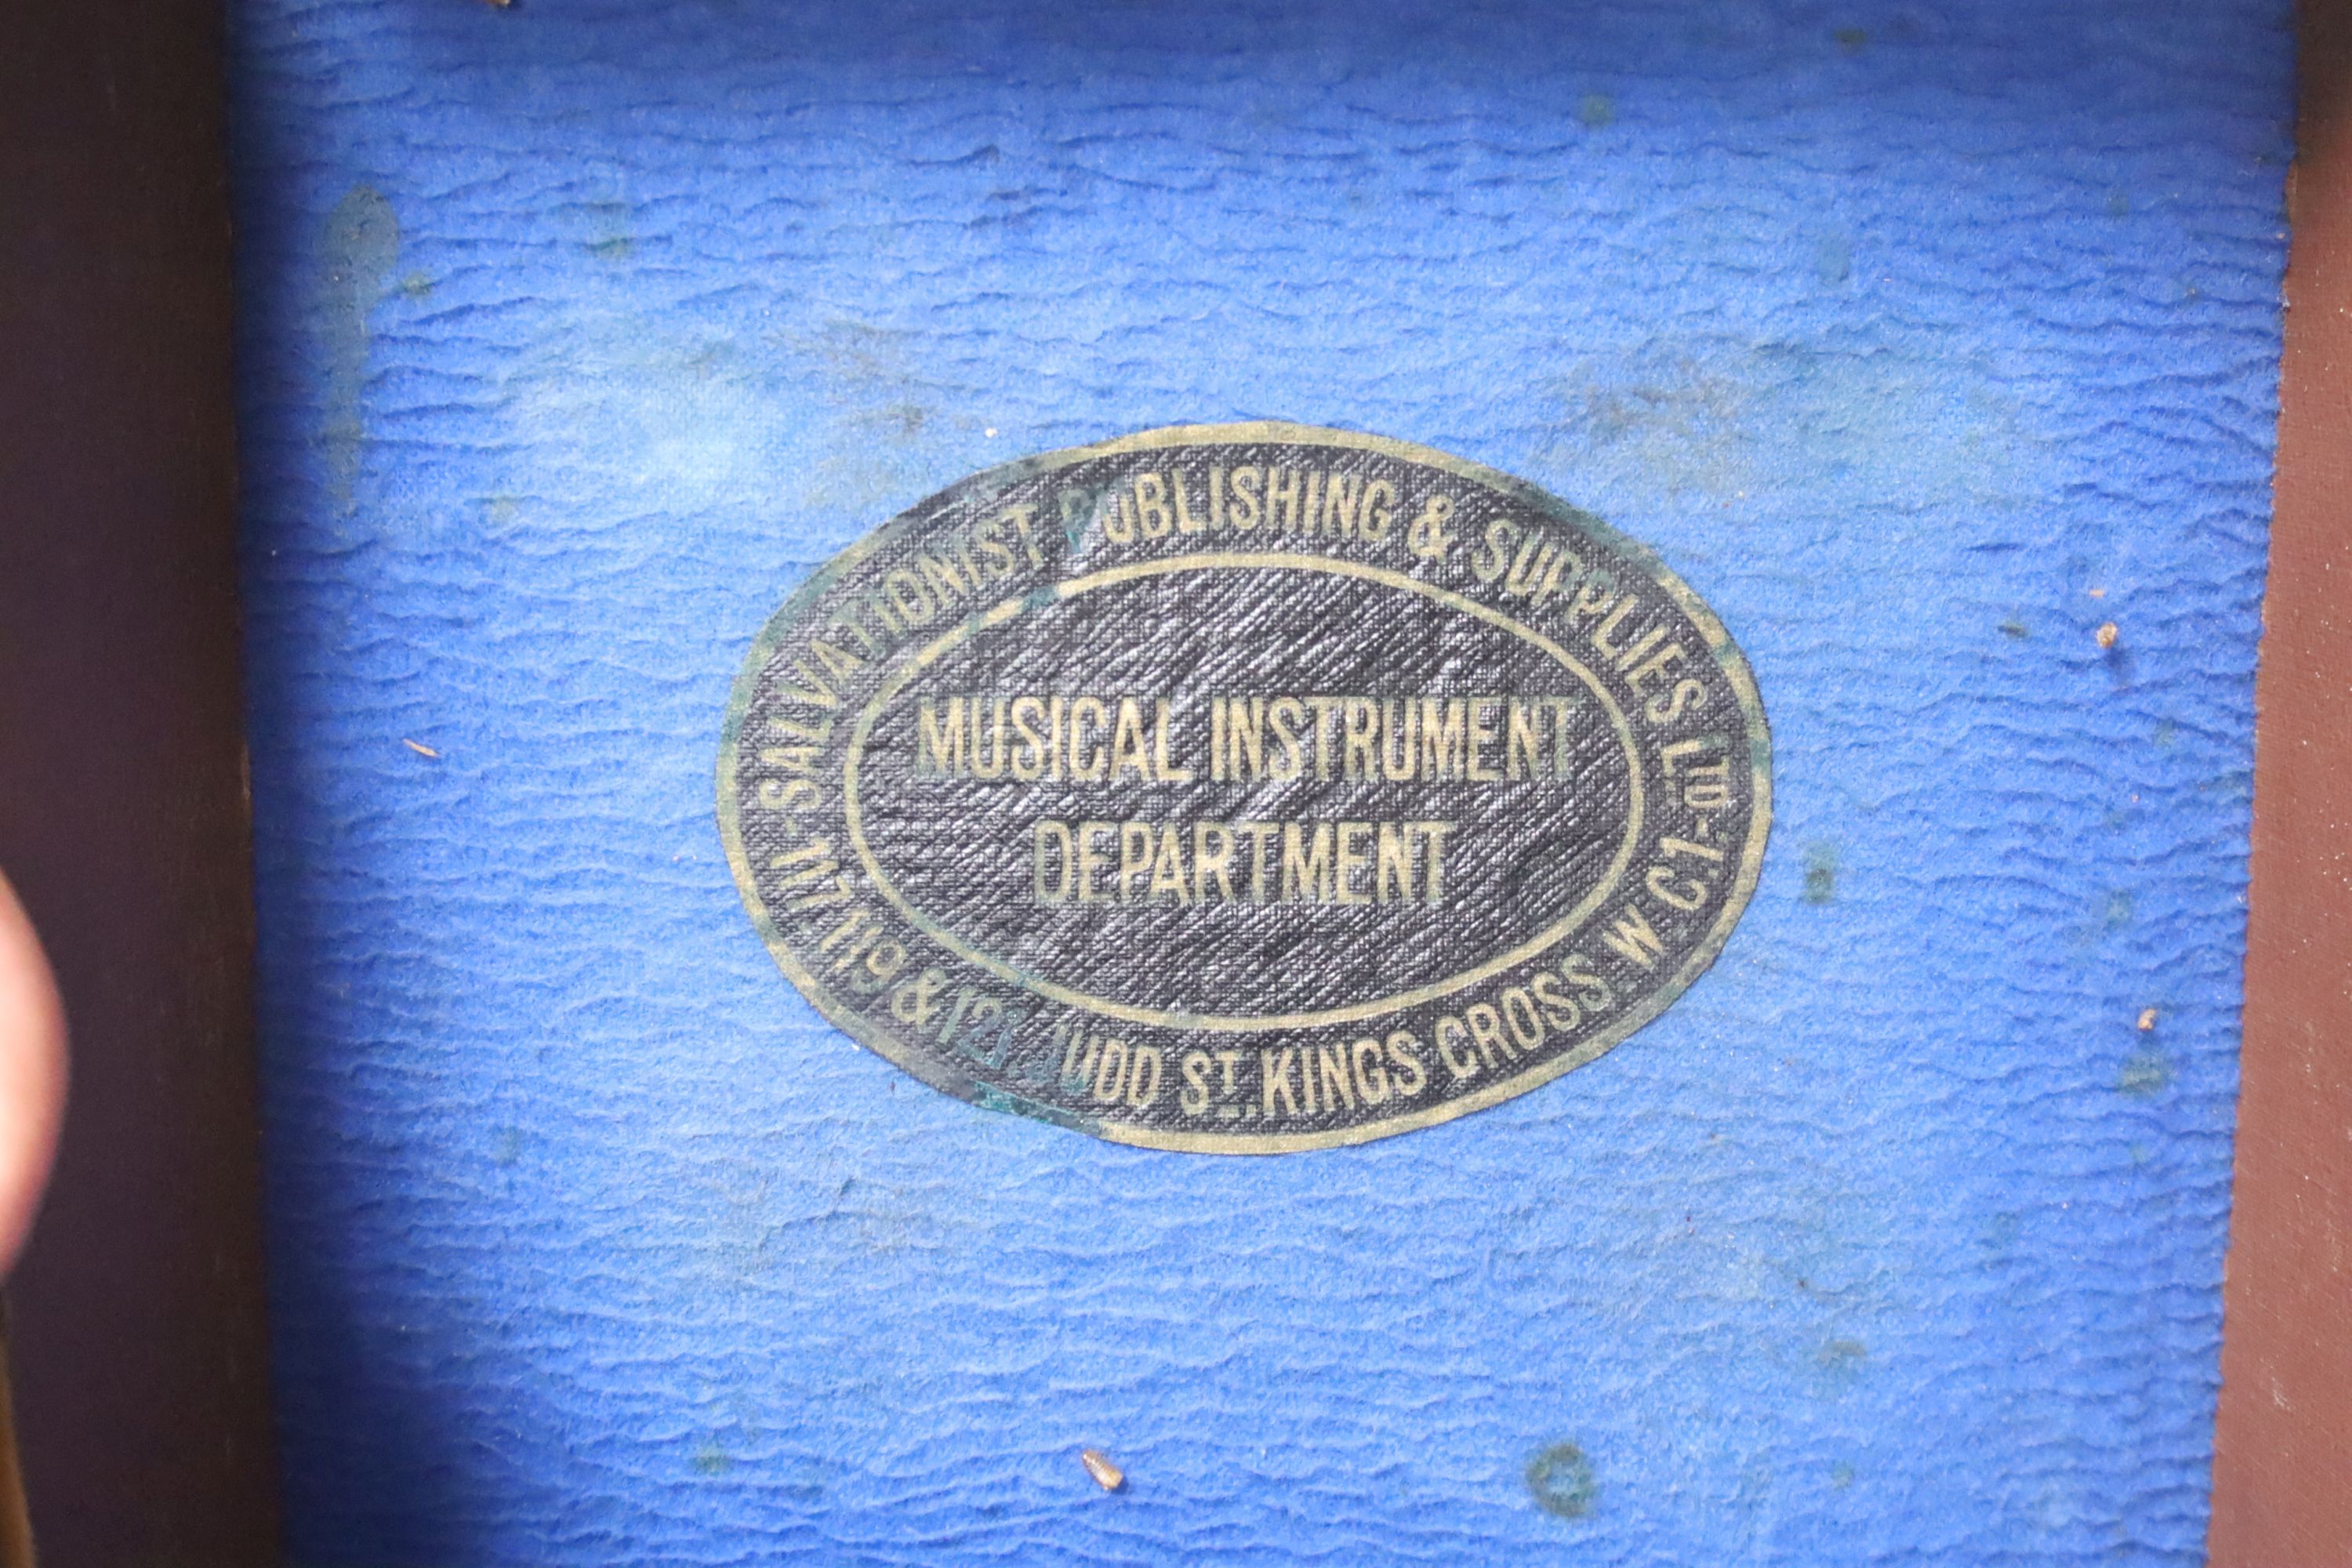 SALVATIONIST PUBLISHING & SUPPLIES LTD
MUSICAL INSTRUMENT
DEPARTMENT
117, 119 & 121 JUDD ST. KINGS CROSS. W.C.1.